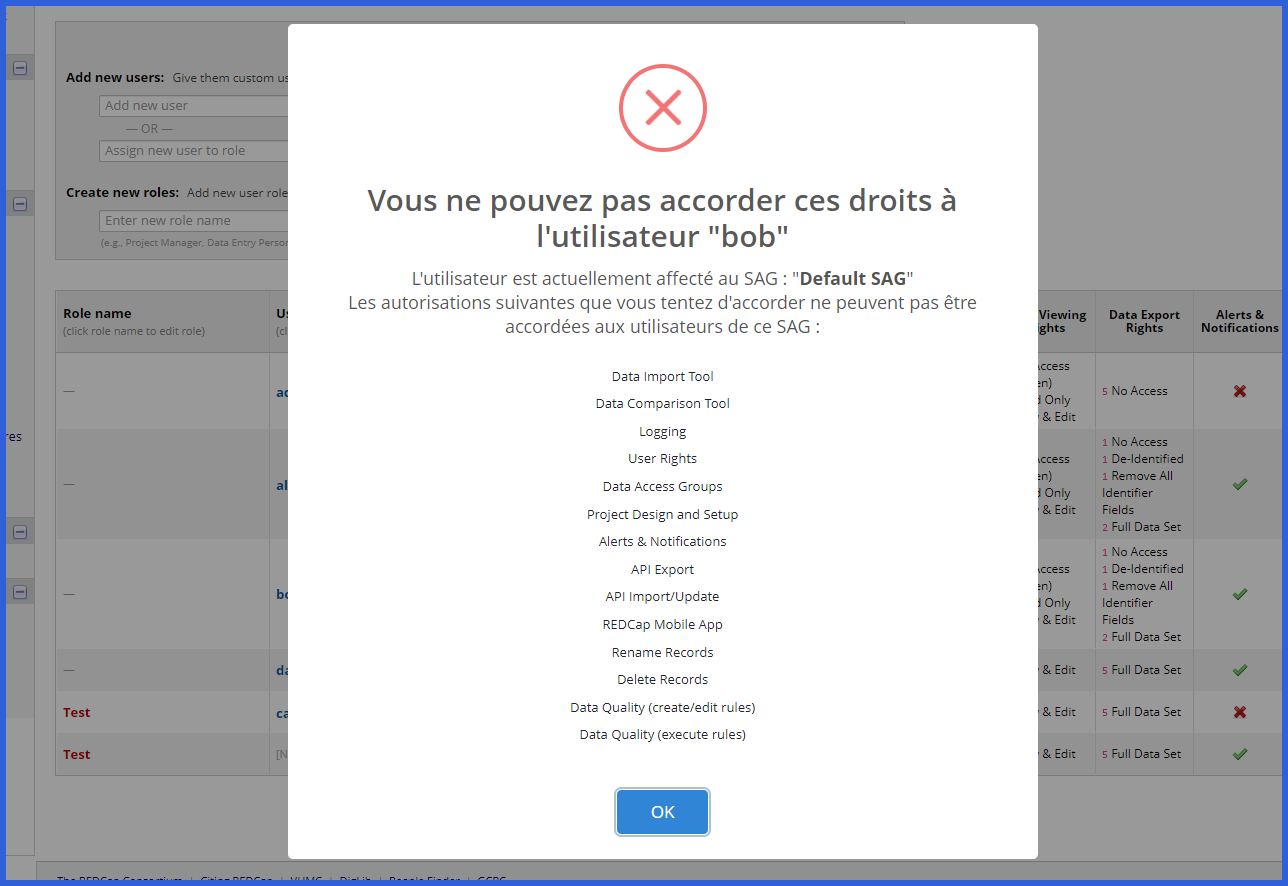 Add new users: Give them custom us
Add new user
— OR —
Assign new user to role
Create new roles: Add new user role
Enter new role name
(e.g., Project Manager, Data Entry Person
Vous ne pouvez pas accorder ces droits à
l'utilisateur "bob"
L'utilisateur est actuellement affecté au SAG : "Default SAG"
Les autorisations suivantes que vous tentez d'accorder ne peuvent pas être
accordées aux utilisateurs de ce SAG :
Data Import Tool
Data Comparison Tool
Logging
User Rights
Data Access Groups
Project Design and Setup
Alerts & Notifications
API Export
API Import/Update
REDCap Mobile App
Rename Records
Delete Records
Data Quality (create/edit rules)
Data Quality (execute rules)
OK
Role name
(click role name to edit role)
Us
(cl
Viewing
ghts
Data Export
Rights
Alerts &
Notifications
—
ad
ccess
en)
d Only
& Edit
5 No Access
res
—
al
ccess
en)
d Only
& Edit
1 No Access
1 De-Identified
1 Remove All
Identifier
Fields
2 Full Data Set
—
bo
ccess
en)
d Only
& Edit
1 No Access
1 De-Identified
1 Remove All
Identifier
Fields
2 Full Data Set
—
da
& Edit
5 Full Data Set
Test
ca
& Edit
5 Full Data Set
Test
[N
& Edit
5 Full Data Set
The REDCap Consortium | Citing REDCap | VUMC | DigLib | People Finder | GCRC